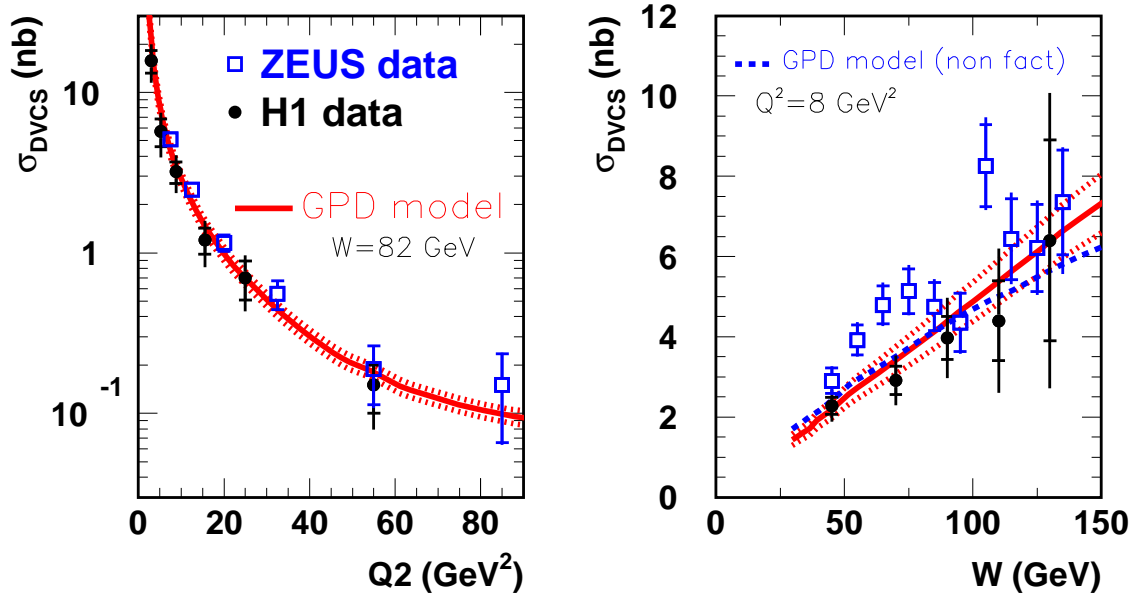 σDVCS (nb)
10
1
10 -1
ZEUS data
H1 data
GPD model
W=82 GeV
0 20 40 60 80
Q2 (GeV²)
σDVCS (nb)
12
10
8
6
4
2
0
GPD model (non fact)
Q²=8 GeV²
0 50 100 150
W (GeV)